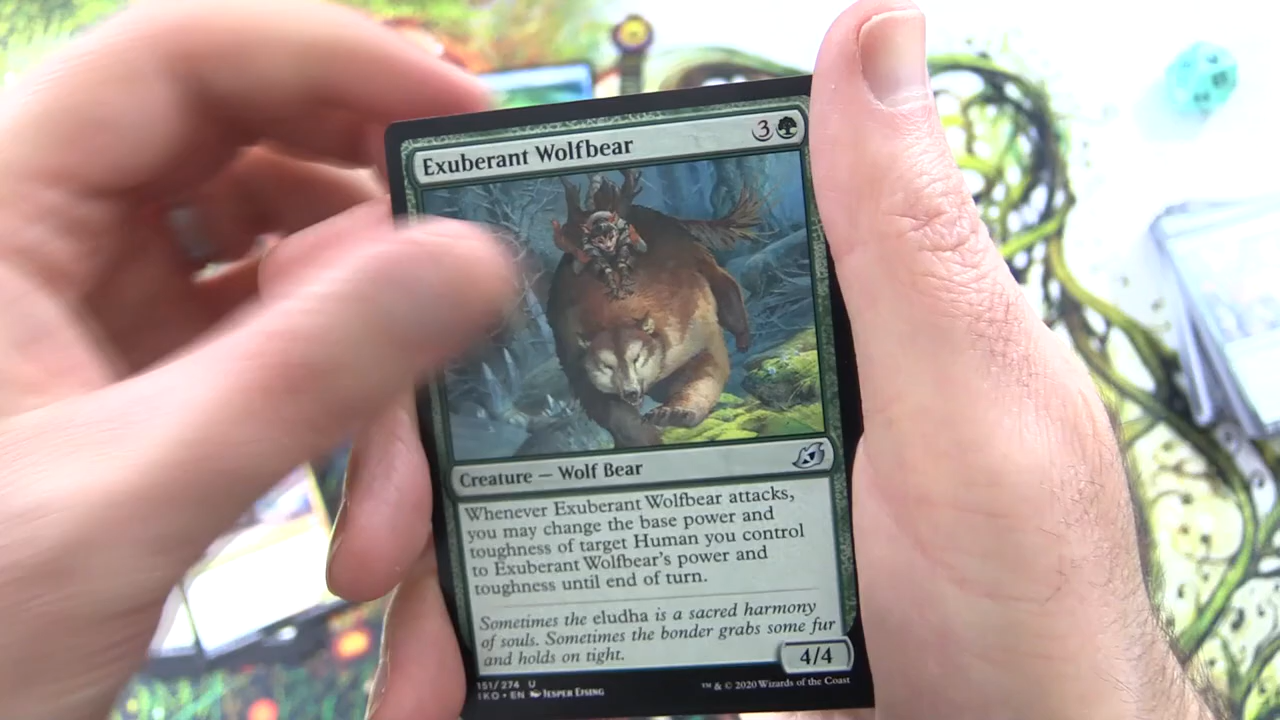 Exuberant Wolfbear 3
Creature — Wolf Bear
Whenever Exuberant Wolfbear attacks,
you may change the base power and
toughness of target Human you control
to Exuberant Wolfbear's power and
toughness until end of turn.
Sometimes the eludha is a sacred harmony
of souls. Sometimes the bonder grabs some fur
and holds on tight.
4/4
151/274 U
IKO • EN Jesper Ejsing
™ & © 2020 Wizards of the Coast